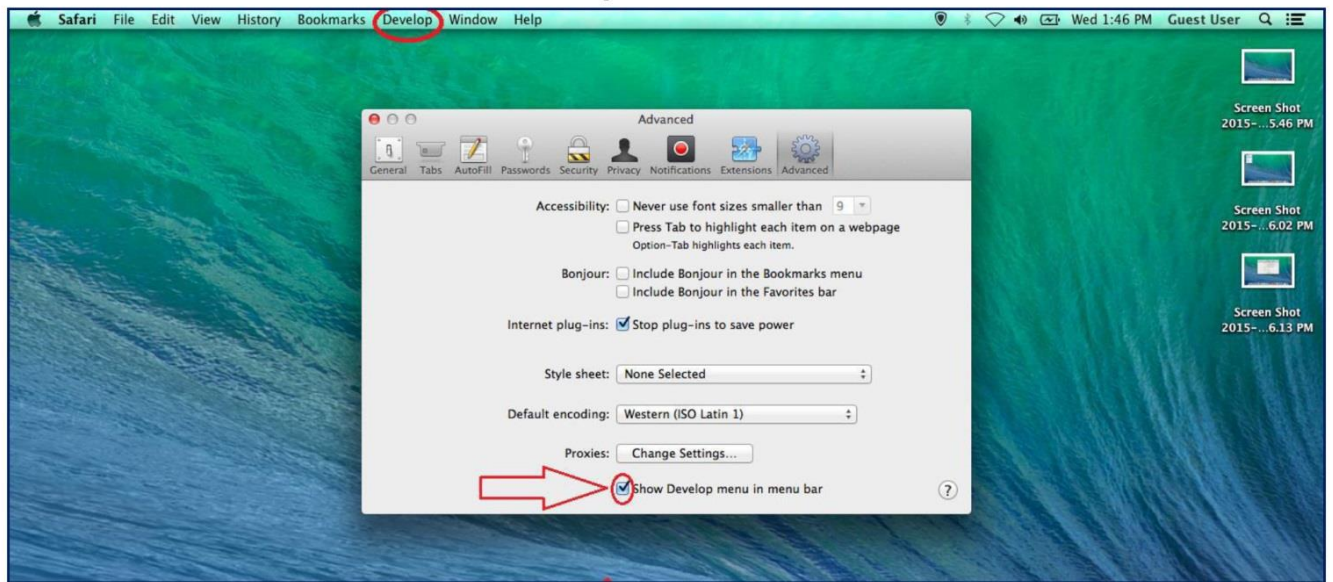 Safari File Edit View History Bookmarks Develop Window Help Wed 1:46 PM Guest User
Screen Shot
2015-...5.46 PM
Advanced
General Tabs AutoFill Passwords Security Privacy Notifications Extensions Advanced
Accessibility: Never use font sizes smaller than 9
Press Tab to highlight each item on a webpage
Option-Tab highlights each item.
Screen Shot
2015-...6.02 PM
Bonjour: Include Bonjour in the Bookmarks menu
Include Bonjour in the Favorites bar
Internet plug-ins: Stop plug-ins to save power
Screen Shot
2015-...6.13 PM
Style sheet: None Selected
Default encoding: Western (ISO Latin 1)
Proxies: Change Settings...
Show Develop menu in menu bar ?